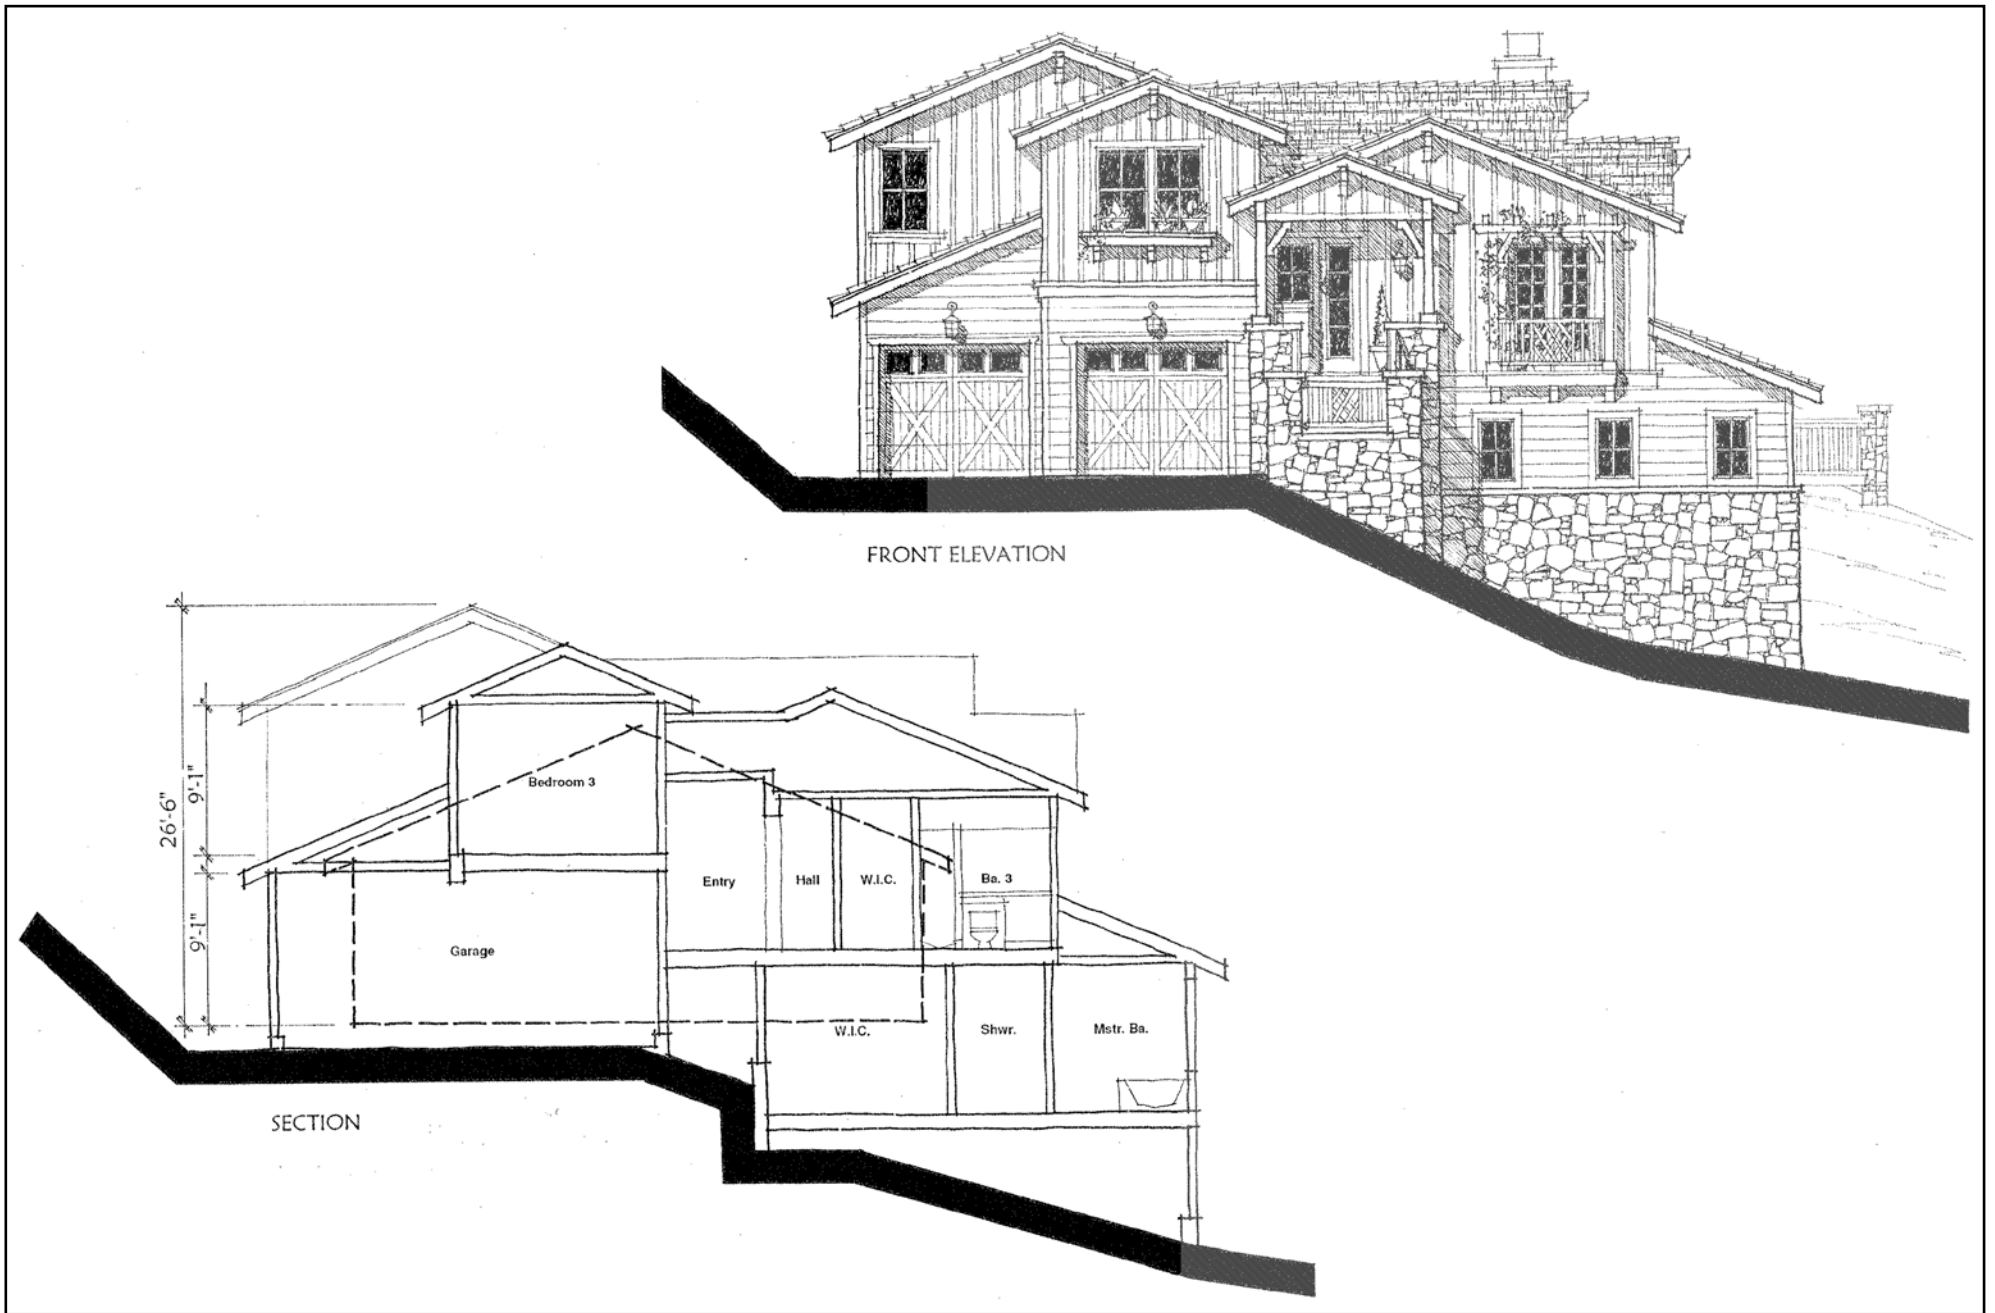 FRONT ELEVATION
26'-6"
9'-1"
Bedroom 3
Entry
Hall
W.I.C.
Ba. 3
9'-1"
Garage
W.I.C.
Shwr.
Mstr. Ba.
SECTION